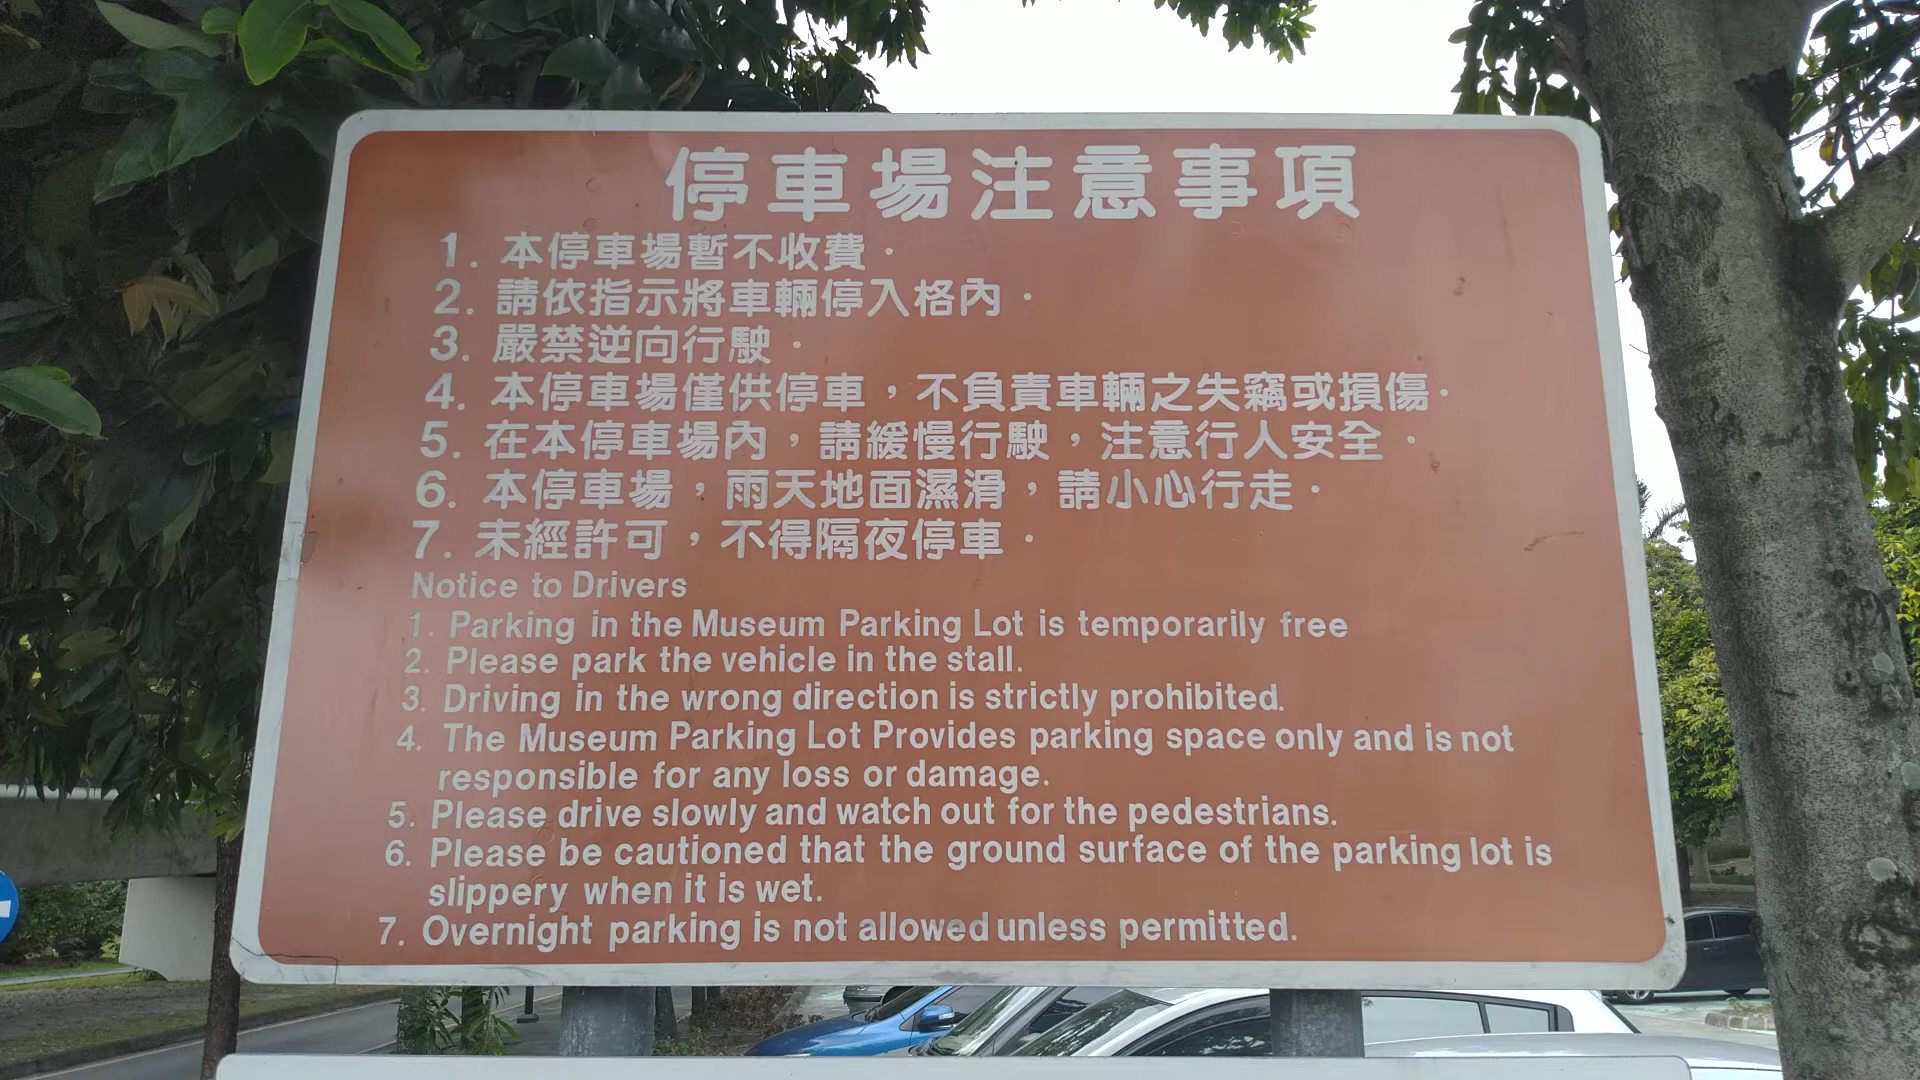 停車場注意事項
1. 本停車場暫不收費．
2. 請依指示將車輛停入格內．
3. 嚴禁逆向行駛．
4. 本停車場僅供停車，不負責車輛之失竊或損傷．
5. 在本停車場內，請緩慢行駛，注意行人安全．
6. 本停車場，雨天地面濕滑，請小心行走．
7. 未經許可，不得隔夜停車．
Notice to Drivers
1. Parking in the Museum Parking Lot is temporarily free
2. Please park the vehicle in the stall.
3. Driving in the wrong direction is strictly prohibited.
4. The Museum Parking Lot Provides parking space only and is not
responsible for any loss or damage.
5. Please drive slowly and watch out for the pedestrians.
6. Please be cautioned that the ground surface of the parking lot is
slippery when it is wet.
7. Overnight parking is not allowed unless permitted.